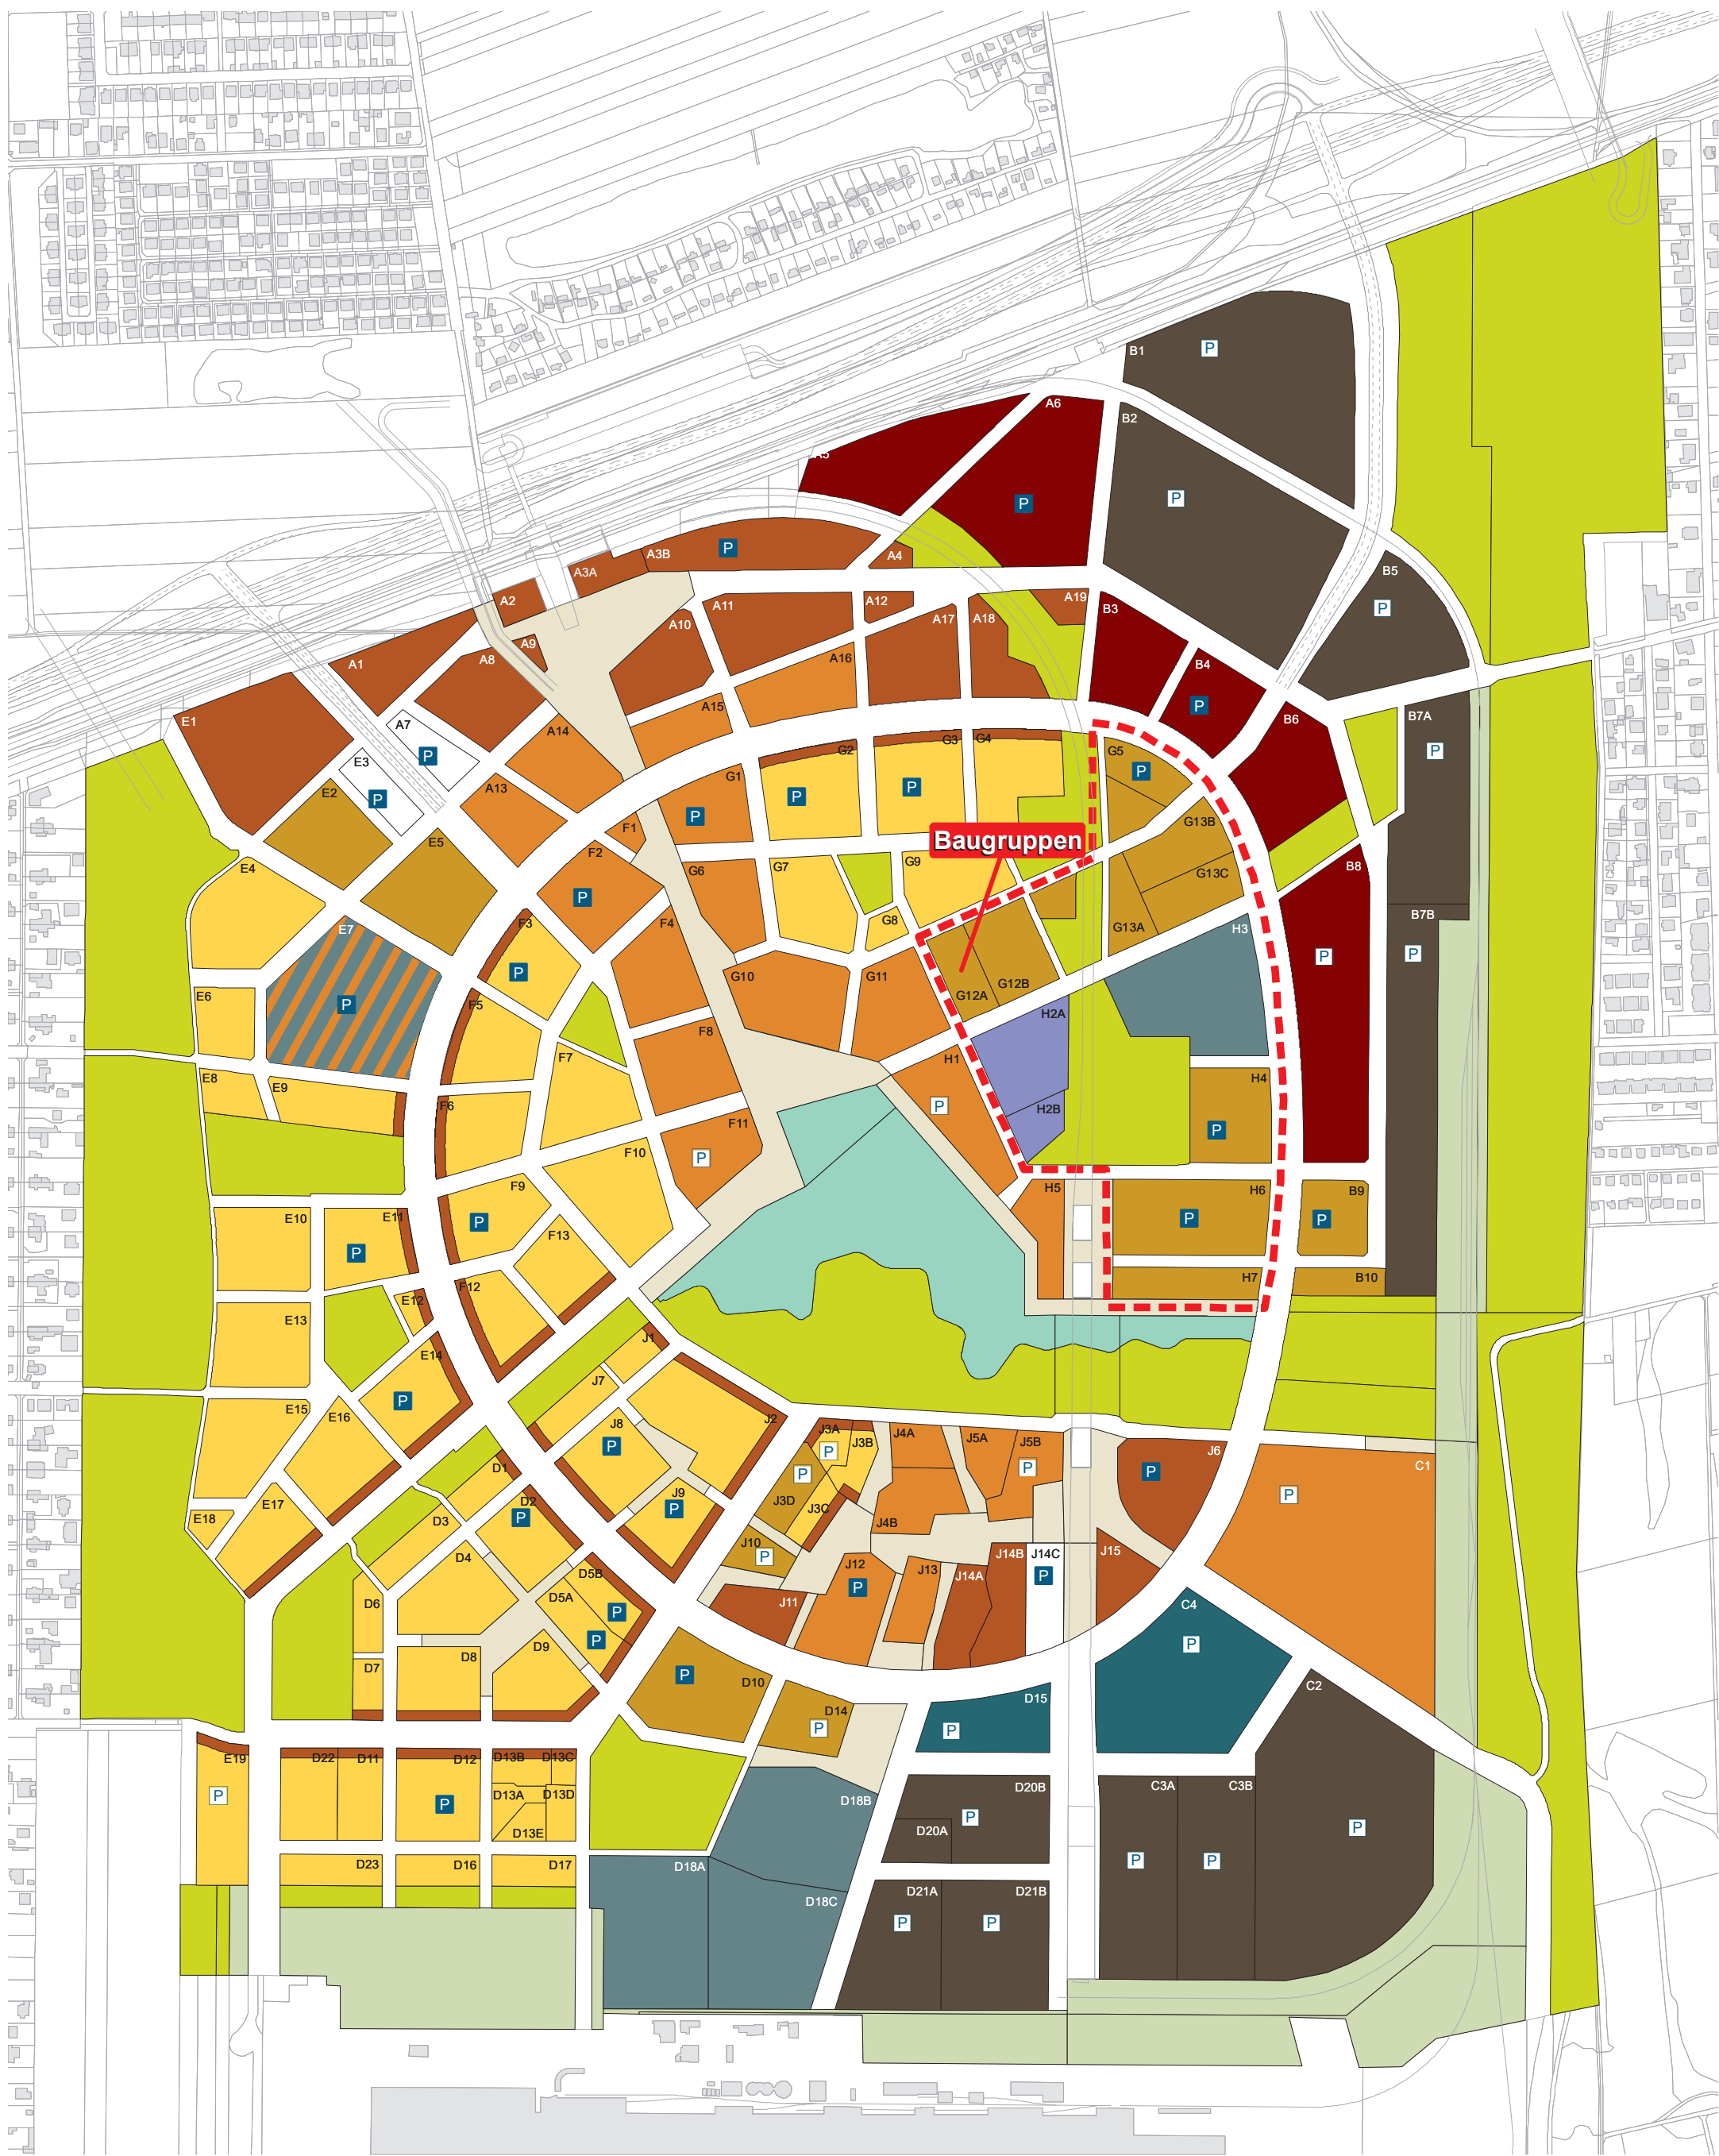 B1
P
A6
B2
A5
P
P
A3B
P
A4
A3A
B5
P
A2
A11
A12
A19
B3
A10
A17
A18
A9
A8
A16
B4
P
A1
A15
B6
B7A
P
E1
A7
P
A14
G2
G3
G4
G5
P
E3
P
G1
P
P
P
A13
E2
F1
G13B
E5
Baugruppen
F2
P
G6
G7
G9
B8
E4
G13C
F3
F4
G8
G13A
B7B
P
E7
P
H3
P
P
G10
G11
G12B
G12A
E6
F5
F8
H2A
F7
H1
P
E8
E9
H4
P
F6
H2B
F11
P
F10
F9
P
H5
H6
P
B9
P
E10
E11
P
F13
H7
B10
F12
E12
E13
J1
E14
P
J7
E15
E16
J8
P
J2
J3A
P
J3B
J4A
J5A
J5B
P
J6
P
C1
P
D1
P
J3D
J3C
J9
P
E17
E18
D2
P
D3
J4B
J10
P
D4
J12
P
J13
J14A
J14B
J14C
P
J15
D5B
D5A
P
P
D6
J11
C4
P
D9
D7
D8
P
D10
D14
P
D15
P
C2
E19
P
D22
D11
D12
P
D13B
D13C
D13A
D13D
D13E
D18B
D20B
P
D20A
C3A
P
C3B
P
P
D23
D16
D17
D18A
D18C
D21A
P
D21B
P